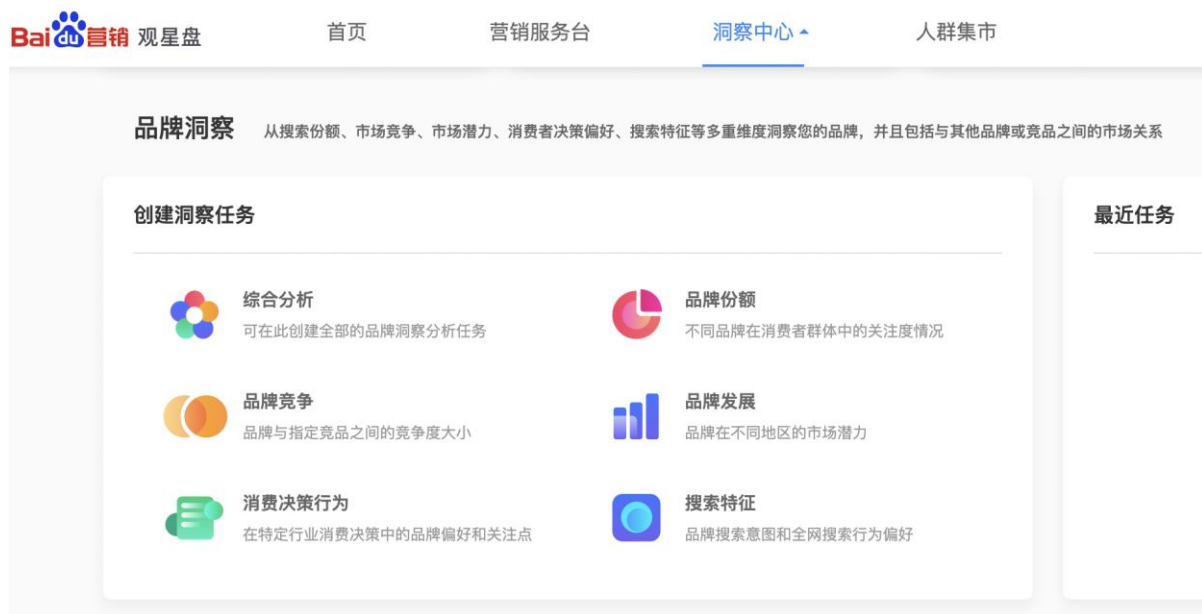 Bai du 营销 观星盘 首页 营销服务台 洞察中心 人群集市
品牌洞察 从搜索份额、市场竞争、市场潜力、消费者决策偏好、搜索特征等多重维度洞察您的品牌，并且包括与其他品牌或竞品之间的市场关系
创建洞察任务
综合分析
可在此创建全部的品牌洞察分析任务
品牌份额
不同品牌在消费者群体中的关注度情况
品牌竞争
品牌与指定竞品之间的竞争度大小
品牌发展
品牌在不同地区的市场潜力
消费决策行为
在特定行业消费决策中的品牌偏好和关注点
搜索特征
品牌搜索意图和全网搜索行为偏好
最近任务